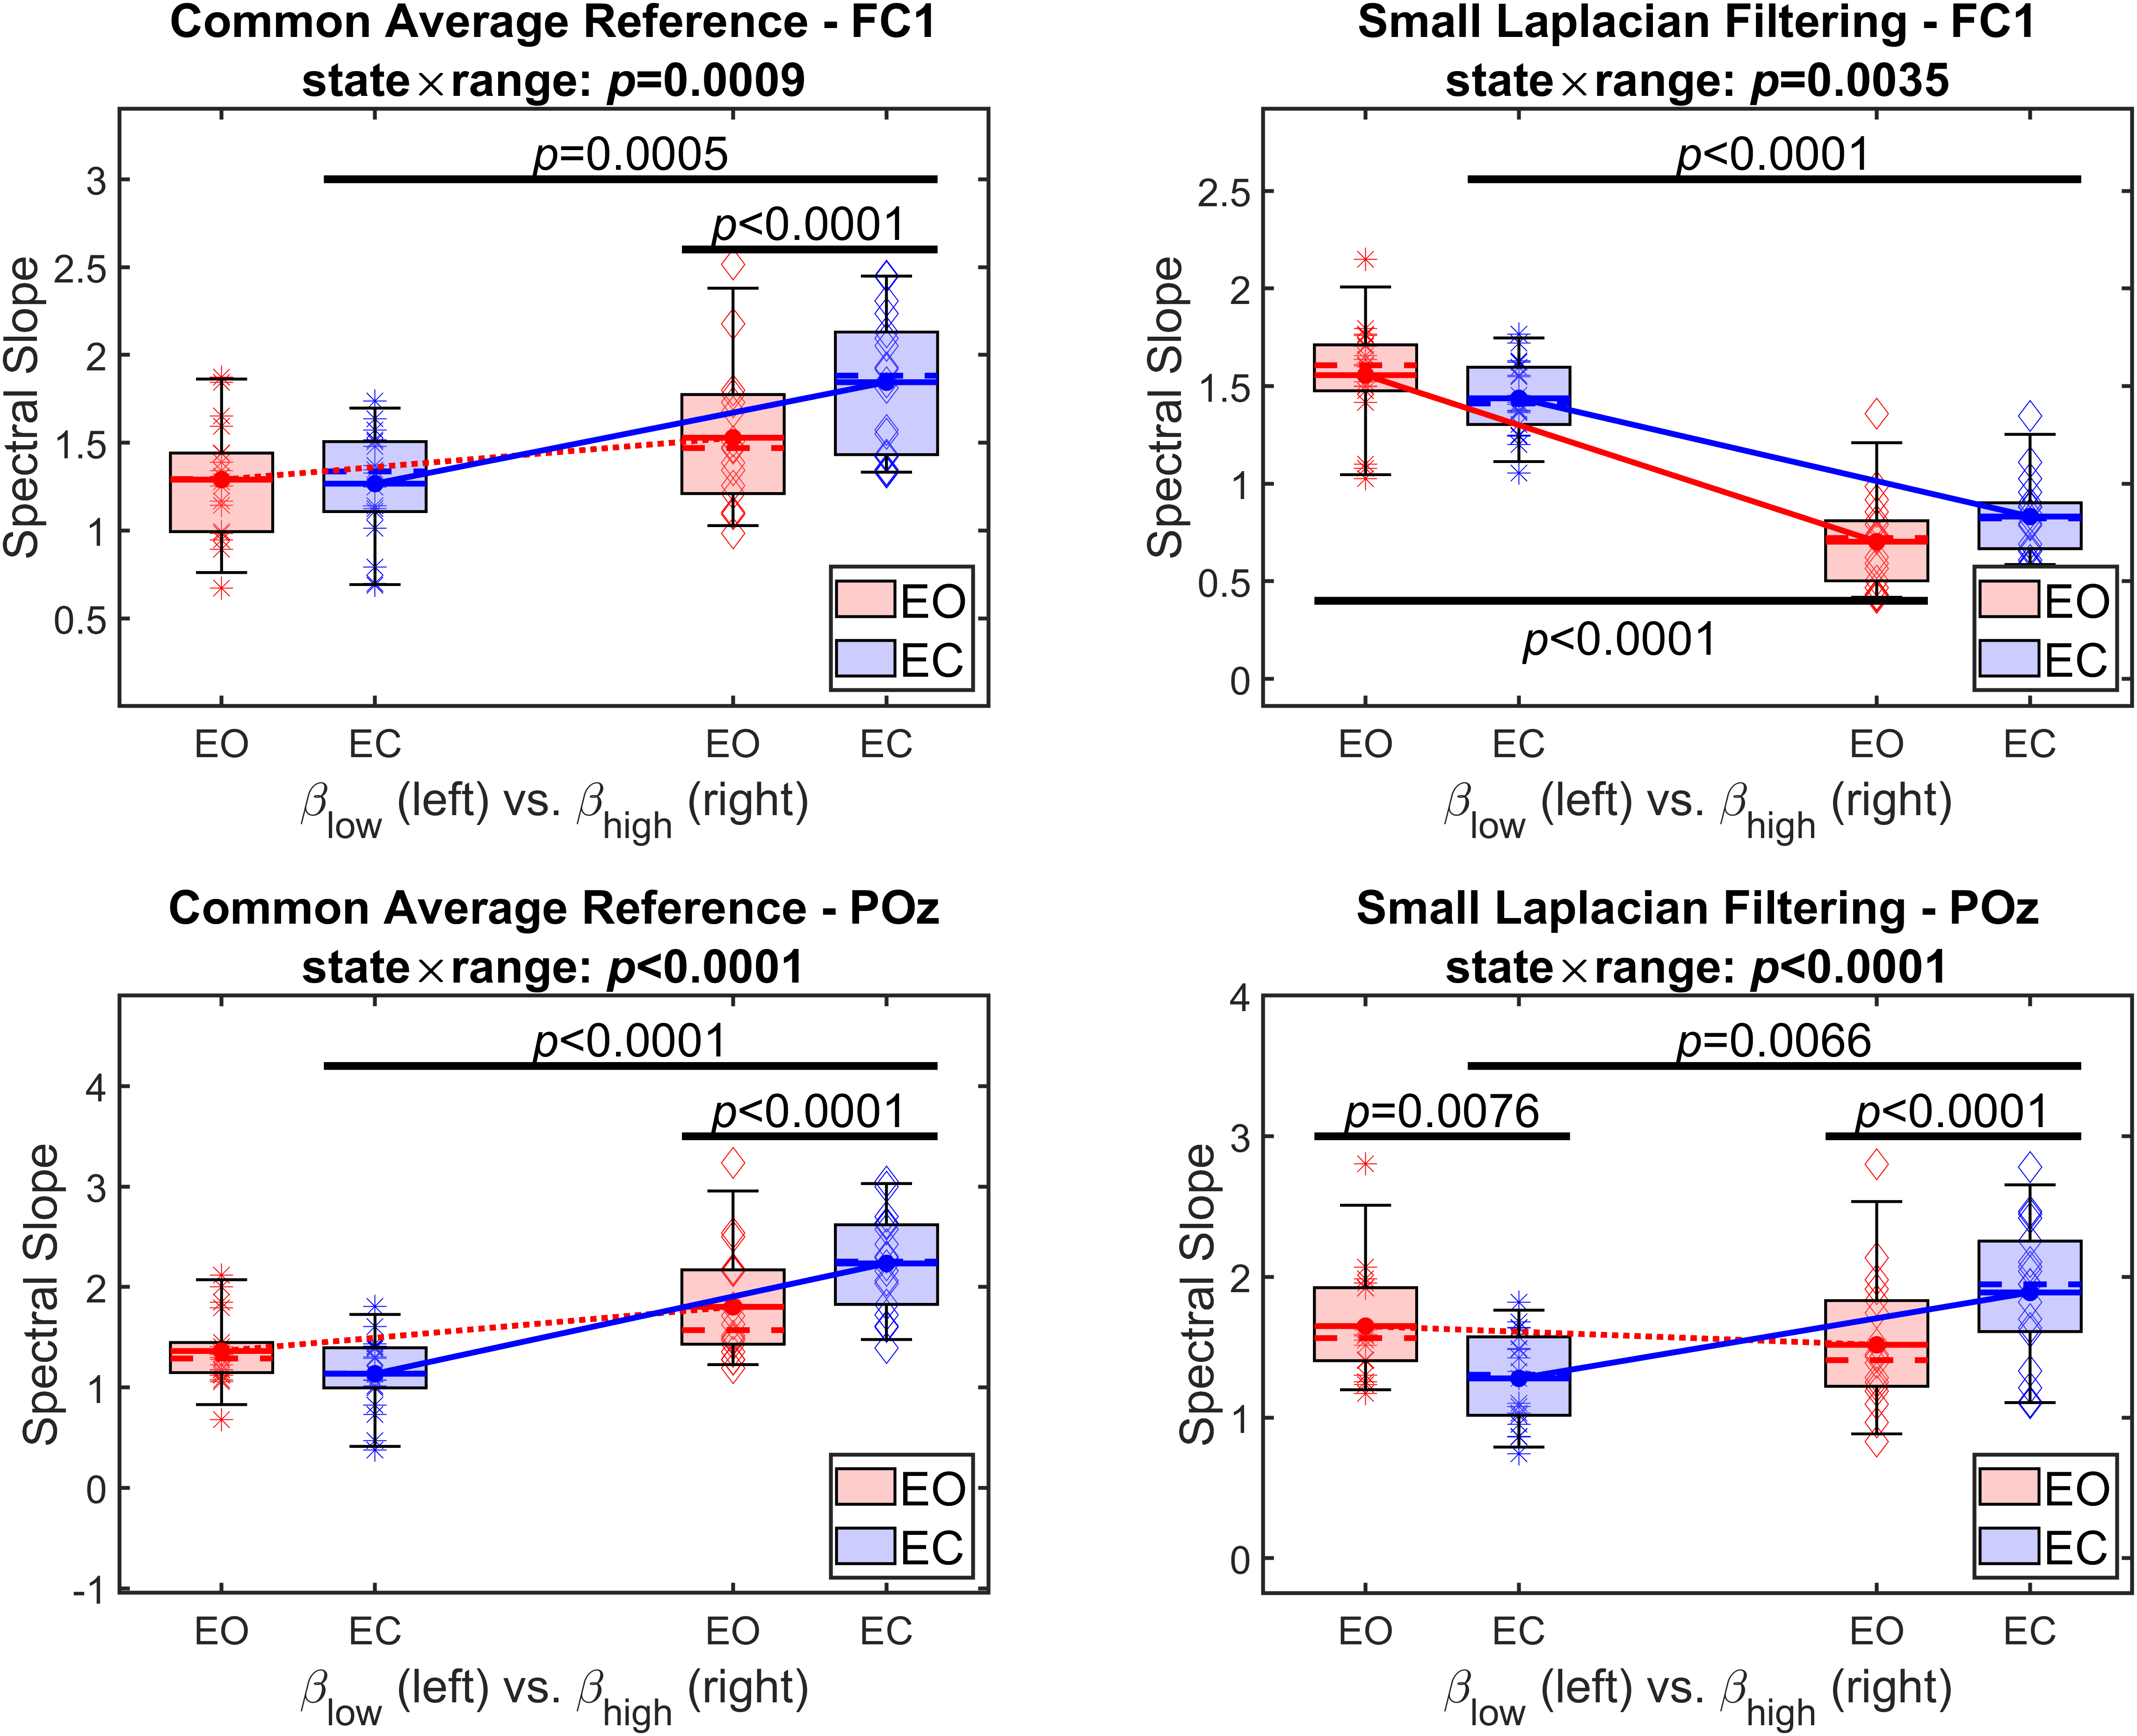 Common Average Reference - FC1
state×range: p=0.0009
p=0.0005
p<0.0001
Spectral Slope
3
2.5
2
1.5
1
0.5
EO
EC
EO EC EO EC
βlow (left) vs. βhigh (right)
Small Laplacian Filtering - FC1
state×range: p=0.0035
p<0.0001
Spectral Slope
2.5
2
1.5
1
0.5
0
p<0.0001
EO
EC
EO EC EO EC
βlow (left) vs. βhigh (right)
Common Average Reference - POz
state×range: p<0.0001
p<0.0001
p<0.0001
Spectral Slope
4
3
2
1
0
-1
EO
EC
EO EC EO EC
βlow (left) vs. βhigh (right)
Small Laplacian Filtering - POz
state×range: p<0.0001
p=0.0066
p=0.0076 p<0.0001
Spectral Slope
4
3
2
1
0
EO
EC
EO EC EO EC
βlow (left) vs. βhigh (right)